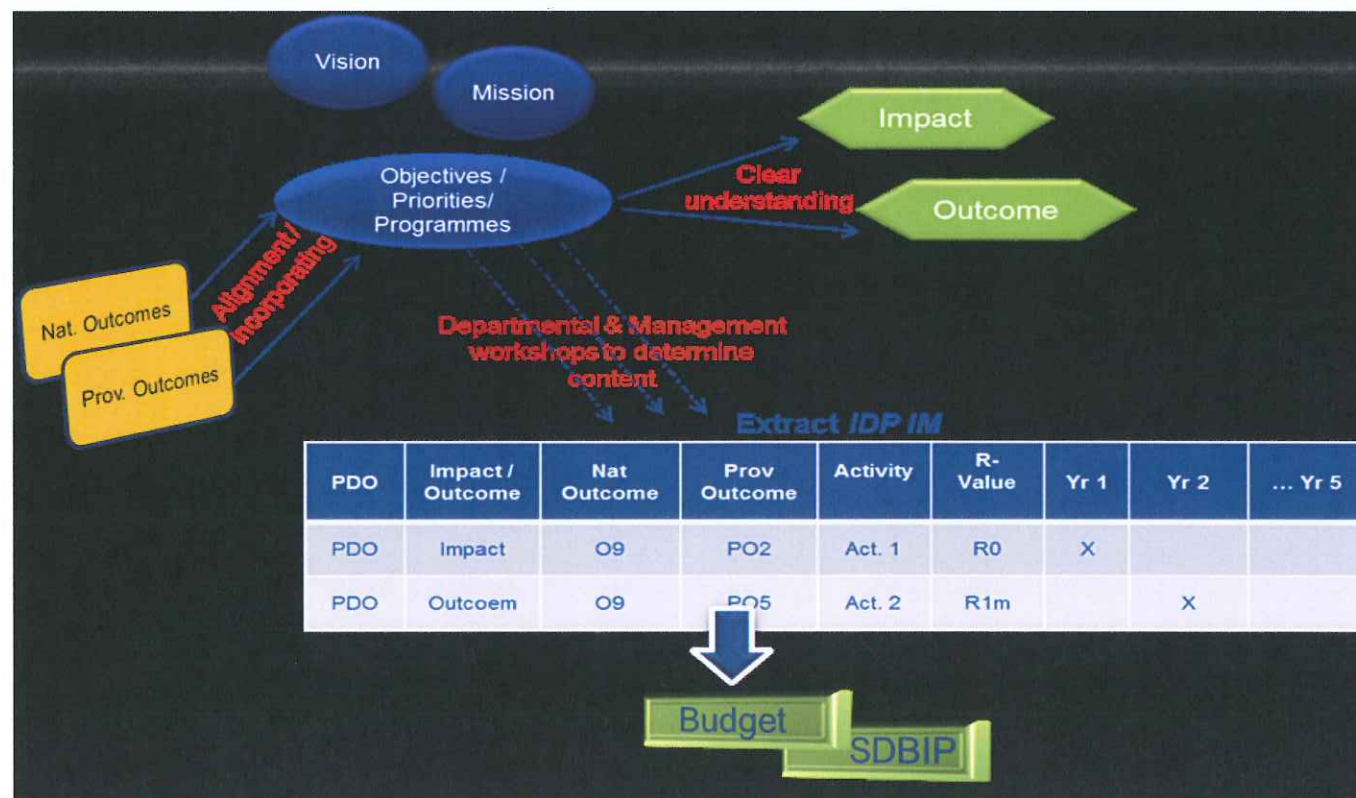 Vision
Mission
Impact
Objectives /
Priorities/
Programmes
Clear
understanding
Outcome
Alignment /
incorporating
Nat. Outcomes
Prov. Outcomes
Departmental & Management
workshops to determine
content
Extract IDP IM
PDO Impact / Outcome Nat Outcome Prov Outcome Activity R-Value Yr 1 Yr 2 ... Yr 5
PDO Impact O9 PO2 Act. 1 R0 X
PDO Outcoem O9 PO5 Act. 2 R1m X
Budget
SDBIP